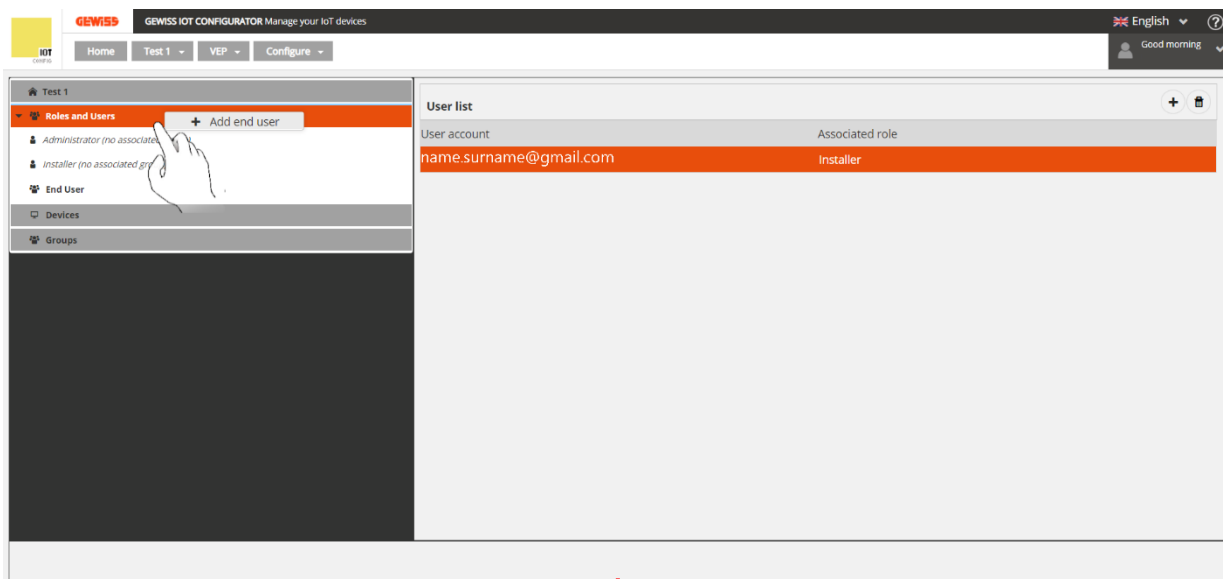 GEWISS GEWISS IOT CONFIGURATOR Manage your IoT devices English ?
IOT
Home Test 1 VEP Configure Good morning
Test 1
Roles and Users
+ Add end user
Administrator (no associated
Installer (no associated
End User
Devices
Groups
User list +
User account Associated role
name.surname@gmail.com Installer